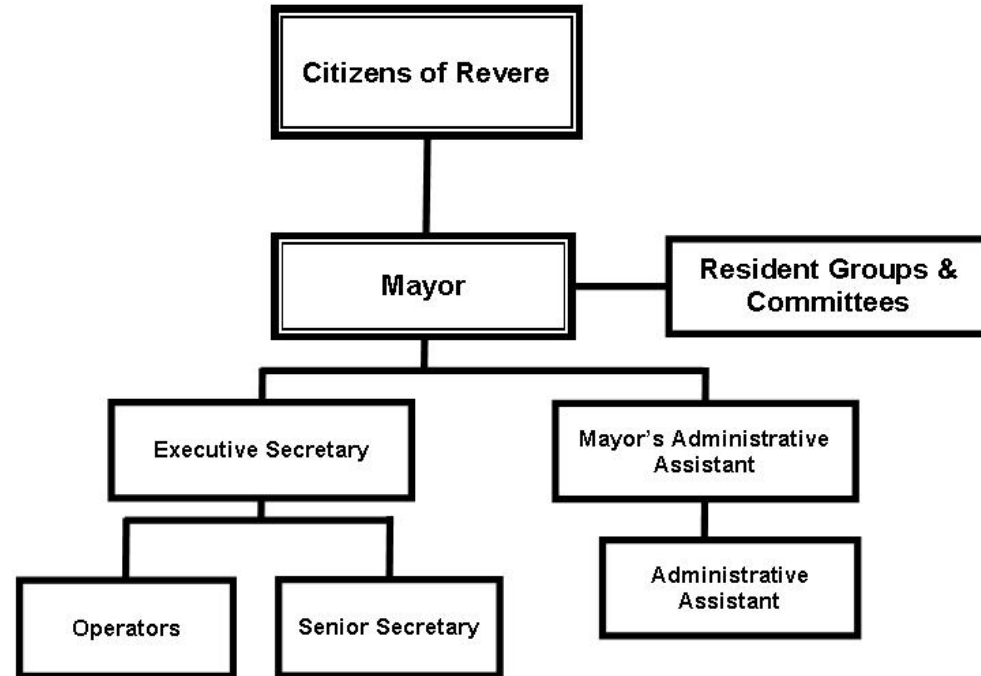 Citizens of Revere
Mayor
Resident Groups &
Committees
Executive Secretary
Mayor’s Administrative
Assistant
Operators
Senior Secretary
Administrative
Assistant